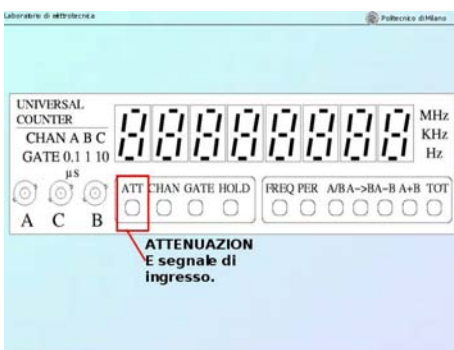 Laboratorio di elettrotecnica
Politecnico di Milano
UNIVERSAL
COUNTER
CHAN A B C
GATE 0.1 1 10
µs
MHz
KHz
Hz
ATT CHAN GATE HOLD
FREQ PER A/B A->B A-B A+B TOT
A C B
ATTENUAZION
E segnale di
ingresso.